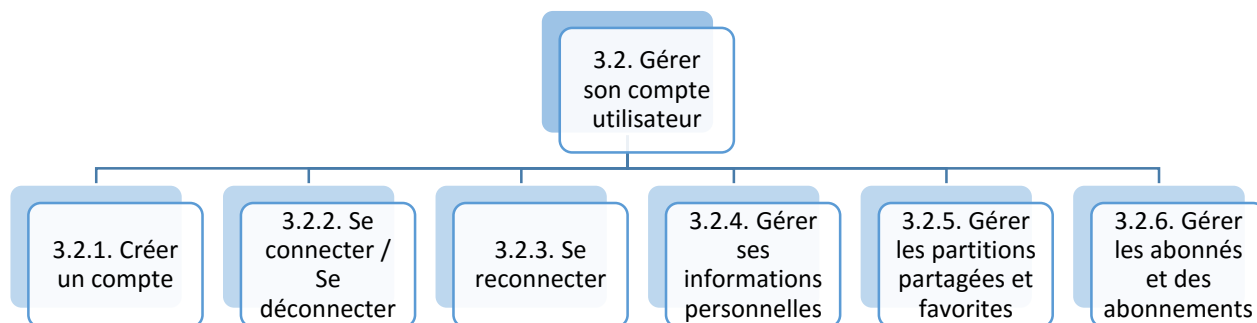 3.2. Gérer
son compte
utilisateur
3.2.1. Créer
un compte
3.2.2. Se
connecter /
Se
déconnecter
3.2.3. Se
reconnecter
3.2.4. Gérer
ses
informations
personnelles
3.2.5. Gérer
les partitions
partagées et
favorites
3.2.6. Gérer
les abonnés
et des
abonnements